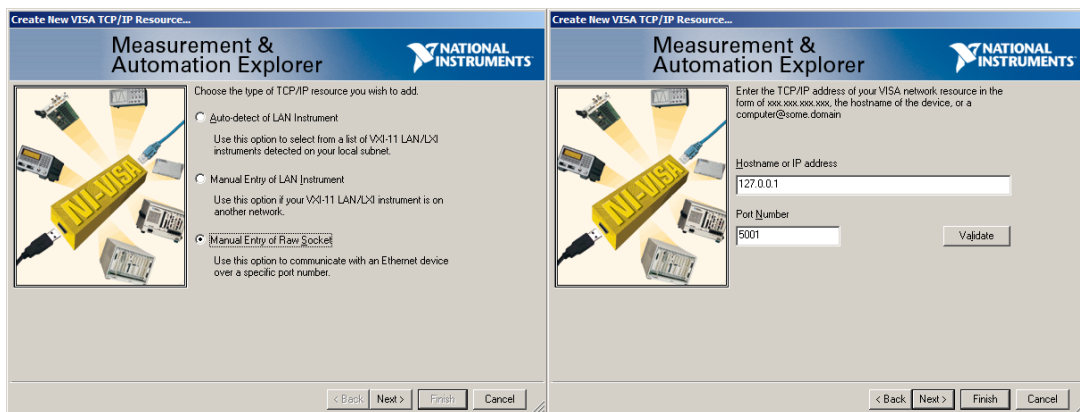 Create New VISA TCP/IP Resource...
Measurement &
Automation Explorer
NATIONAL
INSTRUMENTS
NI-VISA
Choose the type of TCP/IP resource you wish to add.
Auto-detect of LAN Instrument
Use this option to select from a list of VXI-11 LAN/LXI
instruments detected on your local subnet.
Manual Entry of LAN Instrument
Use this option if your VXI-11 LAN/LXI instrument is on
another network.
Manual Entry of Raw Socket
Use this option to communicate with an Ethernet device
over a specific port number.
< Back
Next >
Finish
Cancel
Create New VISA TCP/IP Resource...
Measurement &
Automation Explorer
NATIONAL
INSTRUMENTS
NI-VISA
Enter the TCP/IP address of your VISA network resource in the
form of xxx.xxx.xxx.xxx, the hostname of the device, or a
computer@some.domain
Hostname or IP address
127.0.0.1
Port Number
5001
Validate
< Back
Next >
Finish
Cancel